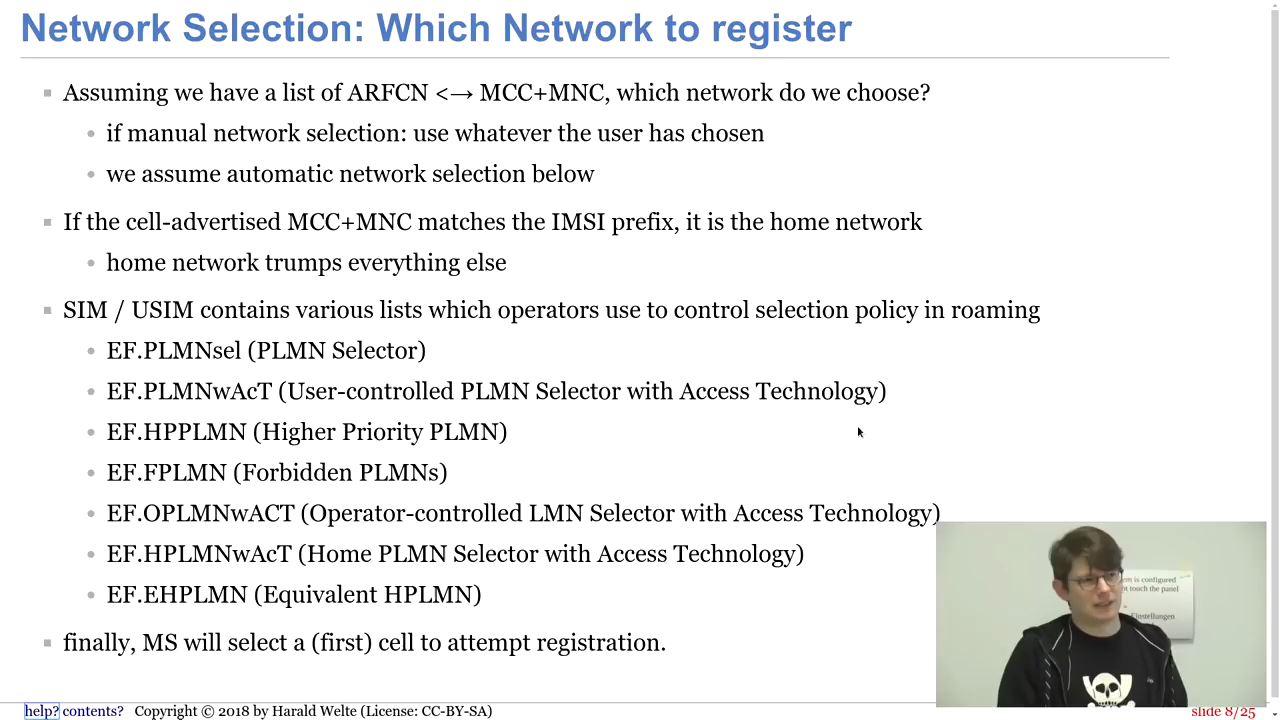 Network Selection: Which Network to register
Assuming we have a list of ARFCN <--> MCC+MNC, which network do we choose?
if manual network selection: use whatever the user has chosen
we assume automatic network selection below
If the cell-advertised MCC+MNC matches the IMSI prefix, it is the home network
home network trumps everything else
SIM / USIM contains various lists which operators use to control selection policy in roaming
EF.PLMNsel (PLMN Selector)
EF.PLMNwAcT (User-controlled PLMN Selector with Access Technology)
EF.HPPLMN (Higher Priority PLMN)
EF.FPLMN (Forbidden PLMNs)
EF.OPLMNwACT (Operator-controlled LMN Selector with Access Technology)
EF.HPLMNwAcT (Home PLMN Selector with Access Technology)
EF.EHPLMN (Equivalent HPLMN)
finally, MS will select a (first) cell to attempt registration.
is configured
touch the panel
Einstellungen
help? contents? Copyright © 2018 by Harald Welte (License: CC-BY-SA)
slide 8/25